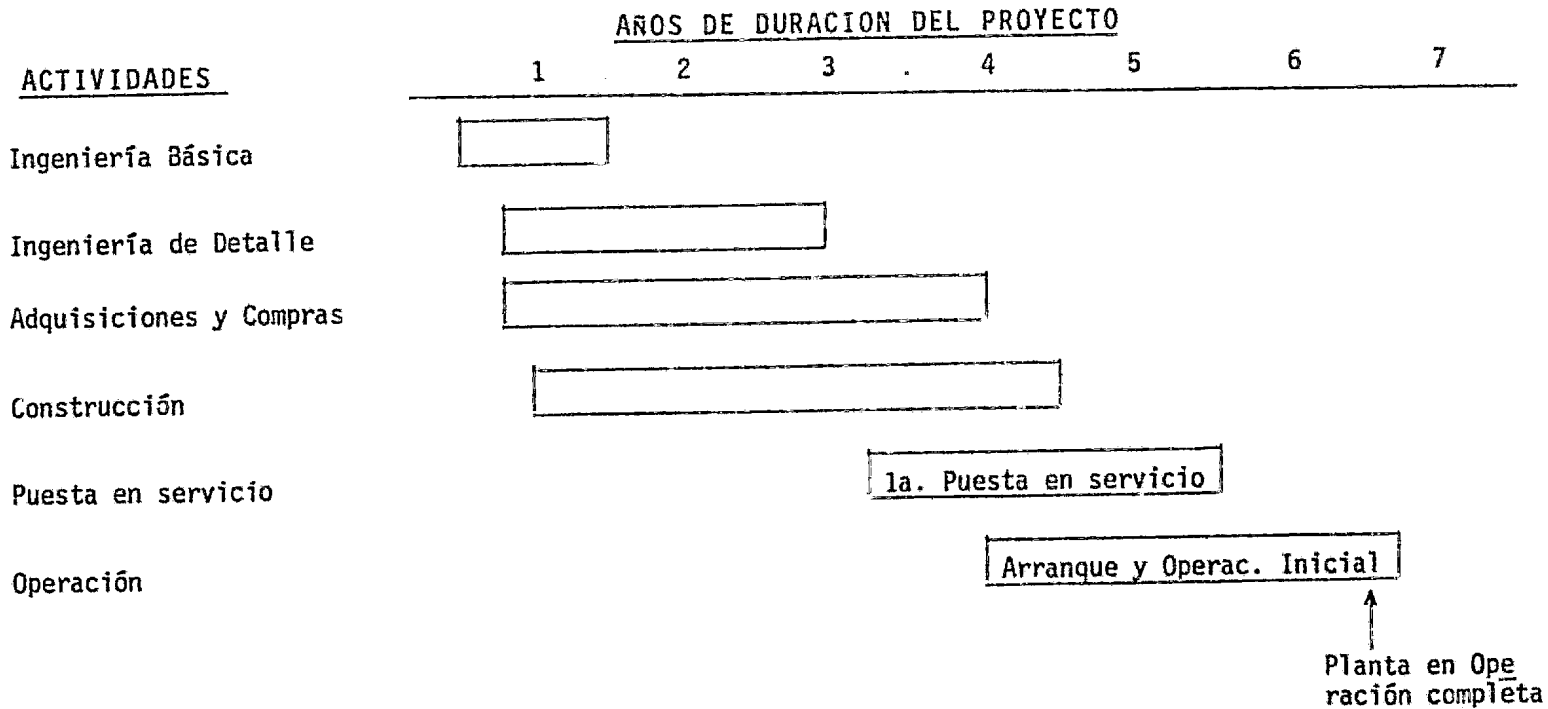 AÑOS DE DURACION DEL PROYECTO
ACTIVIDADES 1 2 3 . 4 5 6 7
Ingeniería Básica
Ingeniería de Detalle
Adquisiciones y Compras
Construcción
Puesta en servicio 1a. Puesta en servicio
Operación Arranque y Operac. Inicial
Planta en Ope
ración completa